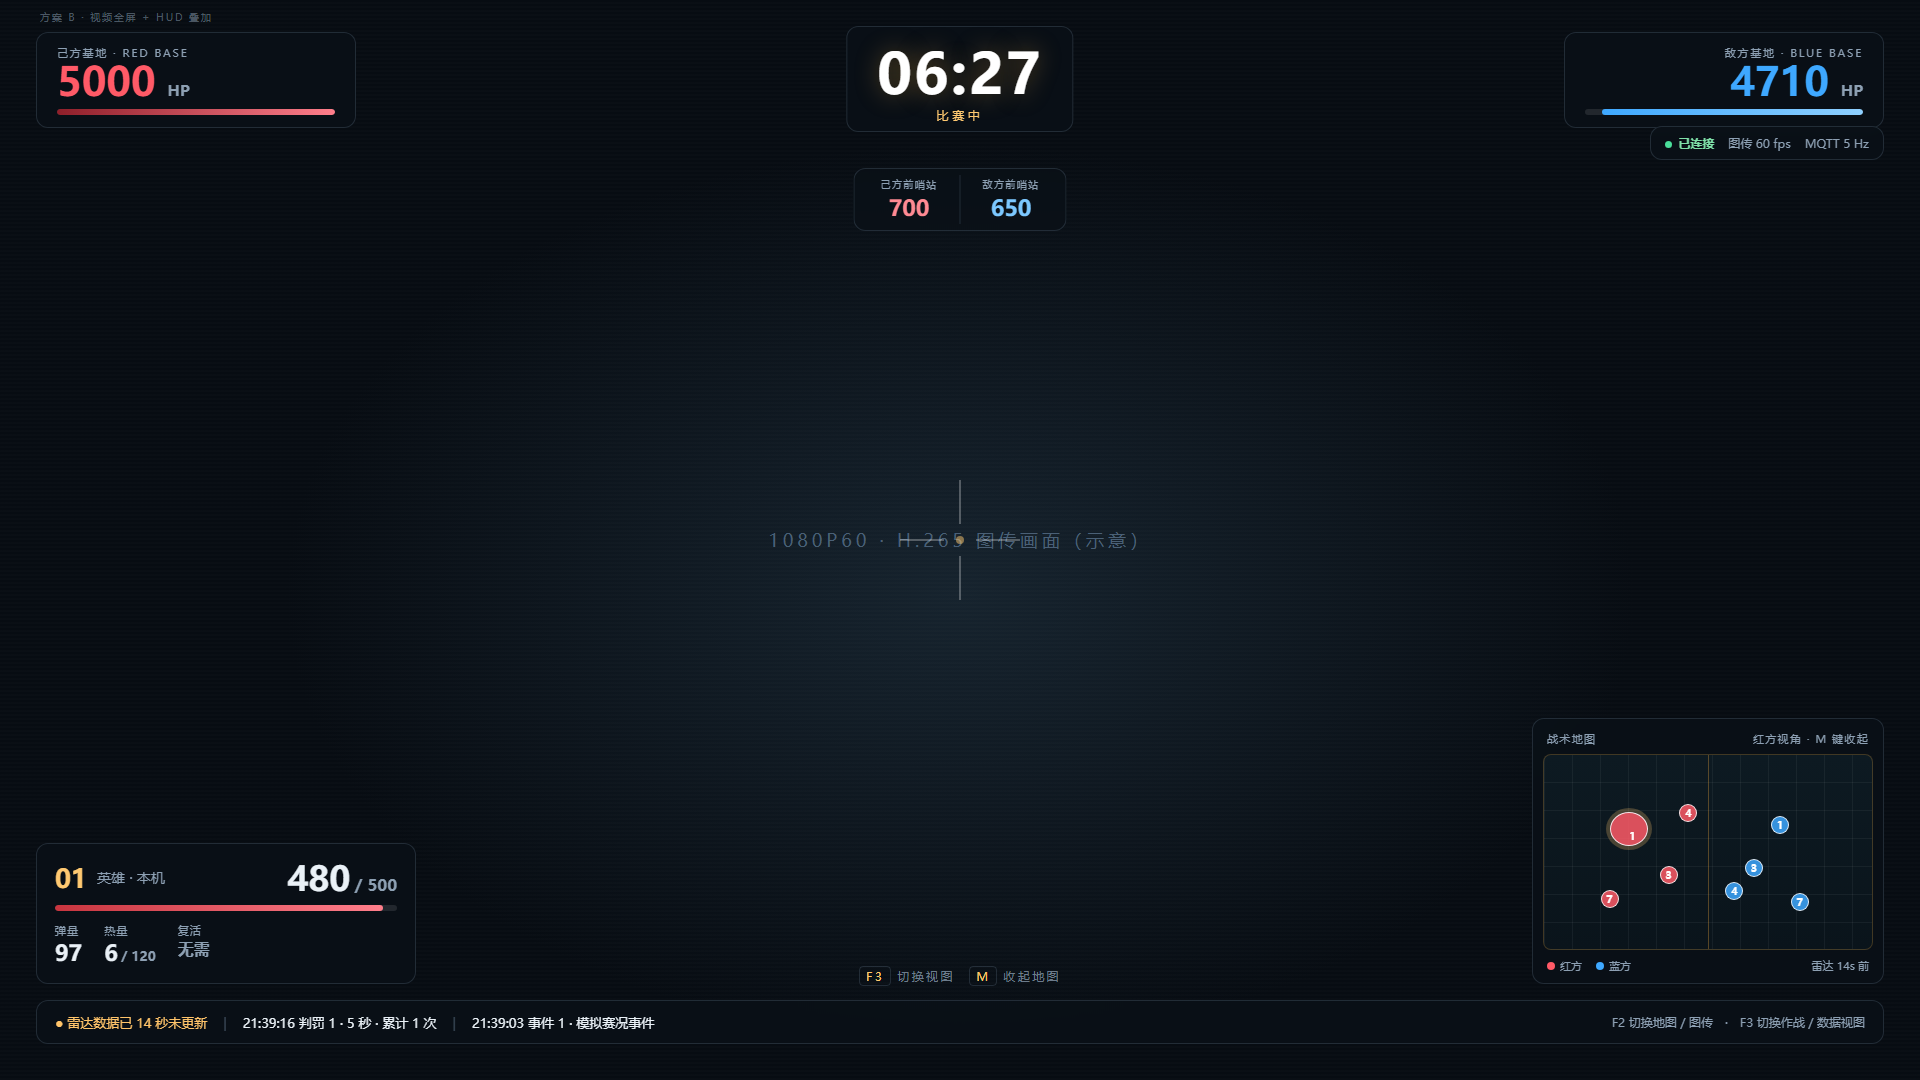 方案 B · 视频全屏 + HUD 叠加
己方基地 · RED BASE
5000 HP
06:27
比赛中
敌方基地 · BLUE BASE
4710 HP
已连接 图传 60 fps MQTT 5 Hz
己方前哨站 敌方前哨站
700 650
1080P60 · H.265 图传画面（示意）
战术地图 红方视角 · M 键收起
4
1
1
3
3
4
7
7
红方 蓝方 雷达 14s 前
01 英雄 · 本机 480 / 500
弹量 热量 复活
97 6 / 120 无需
F3 切换视图 M 收起地图
雷达数据已 14 秒未更新 | 21:39:16 判罚 1 · 5 秒 · 累计 1 次 | 21:39:03 事件 1 · 模拟赛况事件
F2 切换地图 / 图传 · F3 切换作战 / 数据视图